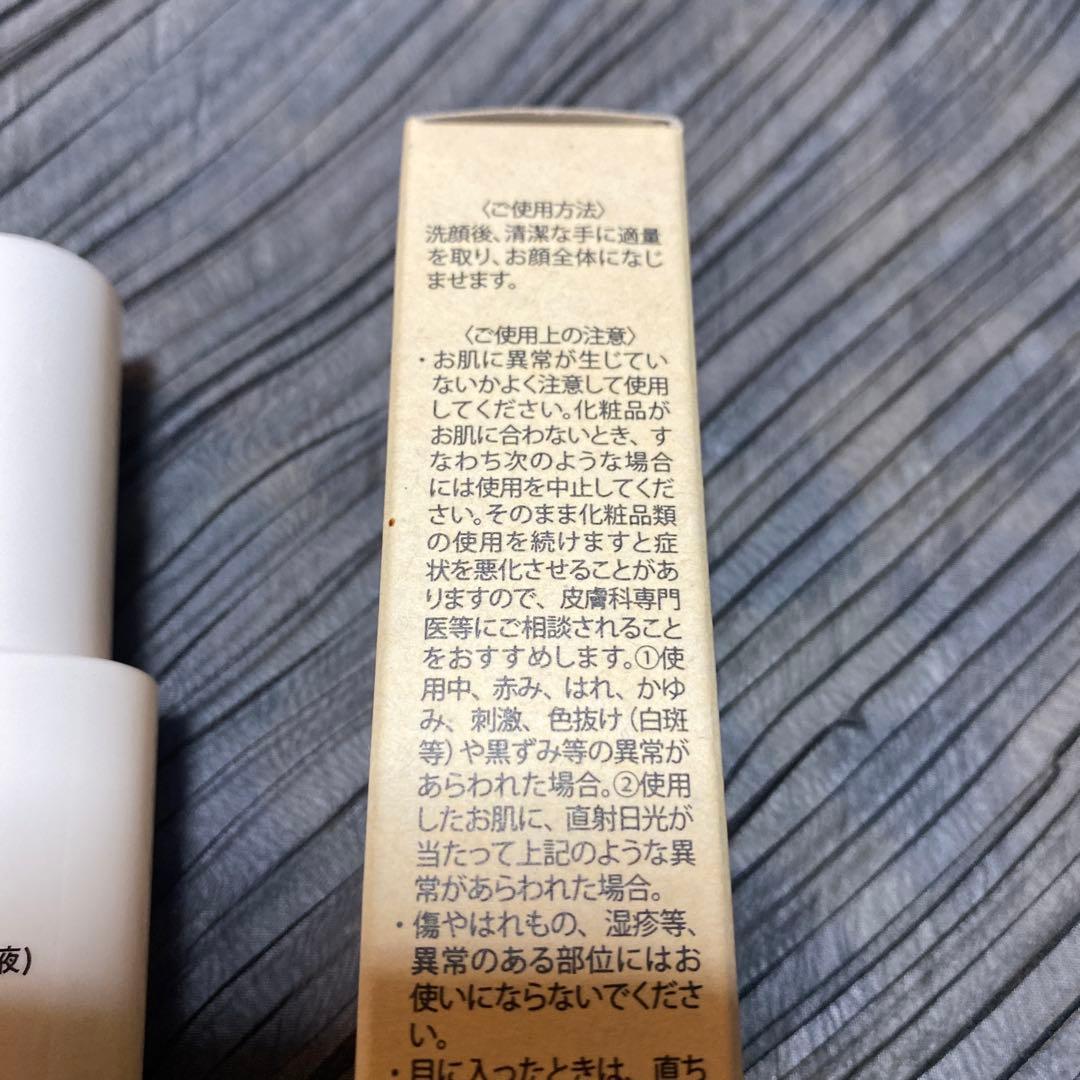 〈ご使用方法〉
洗顔後、清潔な手に適量
を取り、お顔全体になじ
ませます。
〈ご使用上の注意〉
・お肌に異常が生じてい
ないかよく注意して使用
してください。化粧品が
お肌に合わないとき、す
なわち次のような場合
には使用を中止してくだ
さい。そのまま化粧品類
の使用を続けますと症
状を悪化させることがあ
りますので、皮膚科専門
医等にご相談されること
をおすすめします。①使
用中、赤み、はれ、かゆ
み、刺激、色抜け(白斑
等)や黒ずみ等の異常が
あらわれた場合。②使用
したお肌に、直射日光が
当たって上記のような異
常があらわれた場合。
・傷やはれもの、湿疹等、
異常のある部位にはお
使いにならないでくださ
い。
・目に入ったときは、直ち
液)